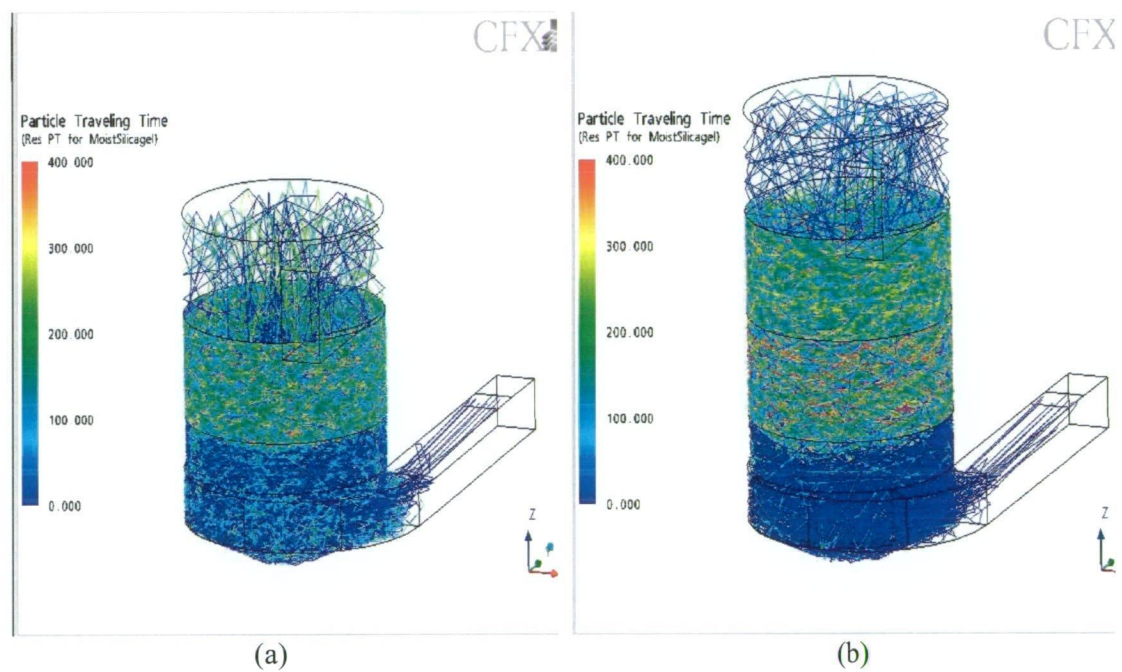 CFX
Particle Traveling Time
(Res PT for MoistSilicagel)
400.000
300.000
200.000
100.000
0.000
Z
(a)
CFX
Particle Traveling Time
(Res PT for MoistSilicagel)
400.000
300.000
200.000
100.000
0.000
Z
(b)